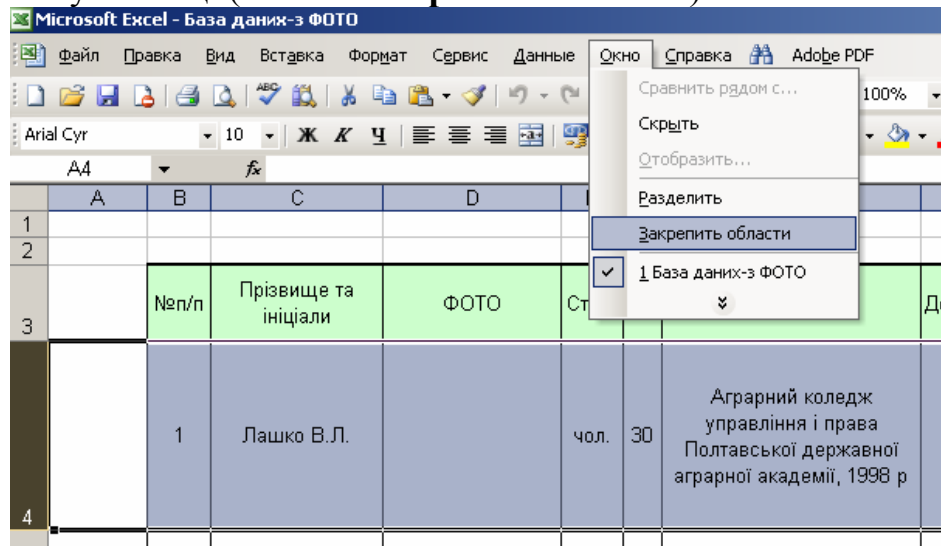 Microsoft Excel - База даних-з ФОТО
Файл Правка Вид Вставка Формат Сервис Данные Окно Справка Adobe PDF
Сравнить рядом с...
100%
Arial Cyr 10 Ж К Ч
Скрыть
A4 fx
Отобразить...
A B C D
Разделить
1
Закрепить области
2
1 База даних-з ФОТО
3 №п/п Прізвище та ініціали ФОТО Ст
4 1 Лашко В.Л. чол. 30 Аграрний коледж
управління і права
Полтавської державної
аграрної академії, 1998 р